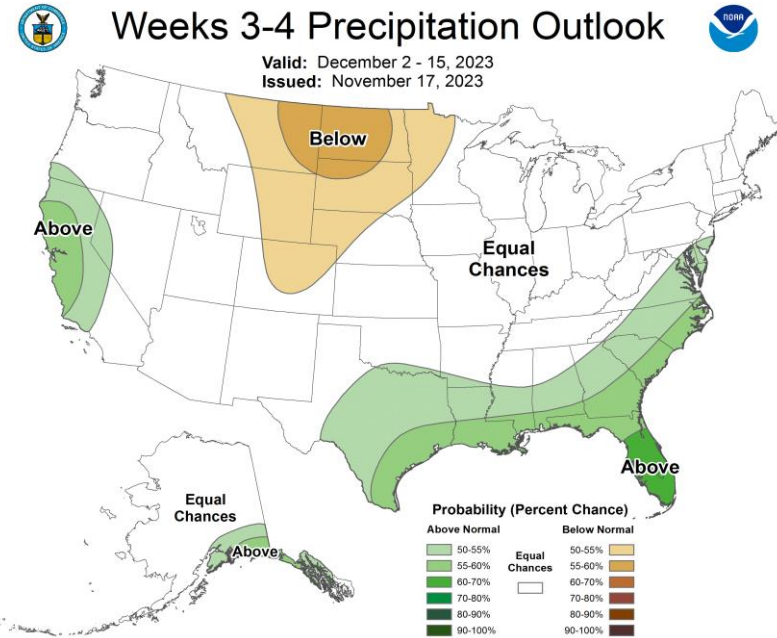 Weeks 3-4 Precipitation Outlook
NOAA
Valid: December 2 - 15, 2023
Issued: November 17, 2023
Below
Above
Equal
Chances
Above
Equal
Chances
Above
Probability (Percent Chance)
Above Normal
Below Normal
Equal
Chances
50-55%
55-60%
60-70%
70-80%
80-90%
90-100%
50-55%
55-60%
60-70%
70-80%
80-90%
90-100%